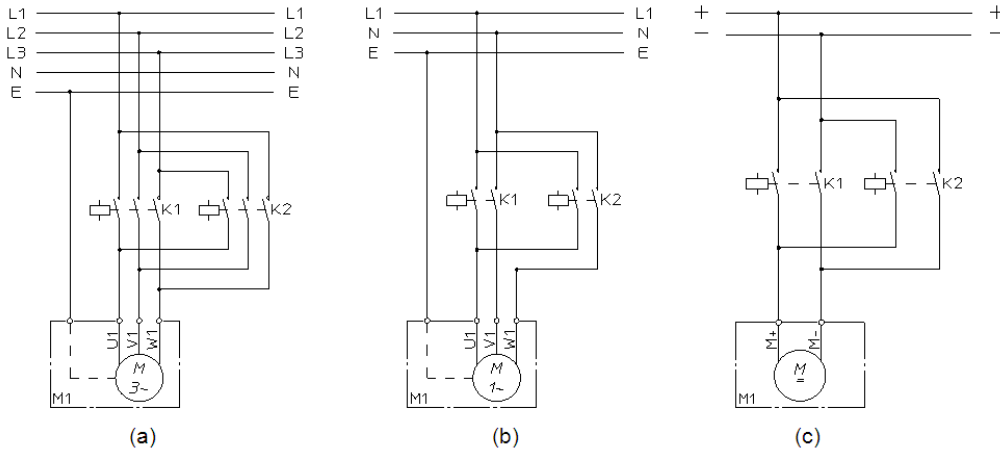 L1 L1
L2 L2
L3 L3
N N
E E
K1 K2
U1 V1 W1
M
3~
M1
(a)
L1 L1
N N
E E
K1 K2
U1 V1 W1
M
1~
M1
(b)
+ +
− −
K1 K2
M+ M-
M
=
M1
(c)